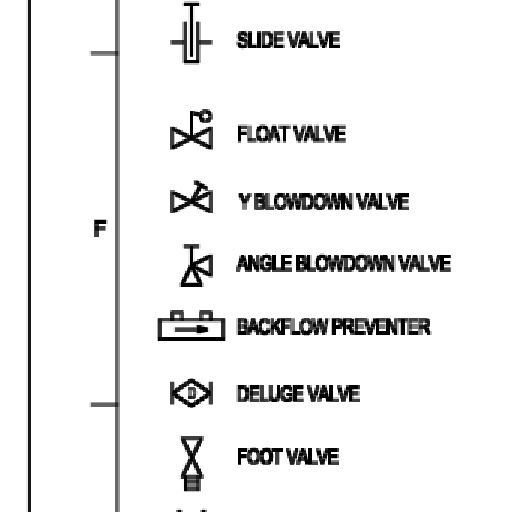 SLIDE VALVE
FLOAT VALVE
Y BLOWDOWN VALVE
F
ANGLE BLOWDOWN VALVE
BACKFLOW PREVENTER
D
DELUGE VALVE
FOOT VALVE